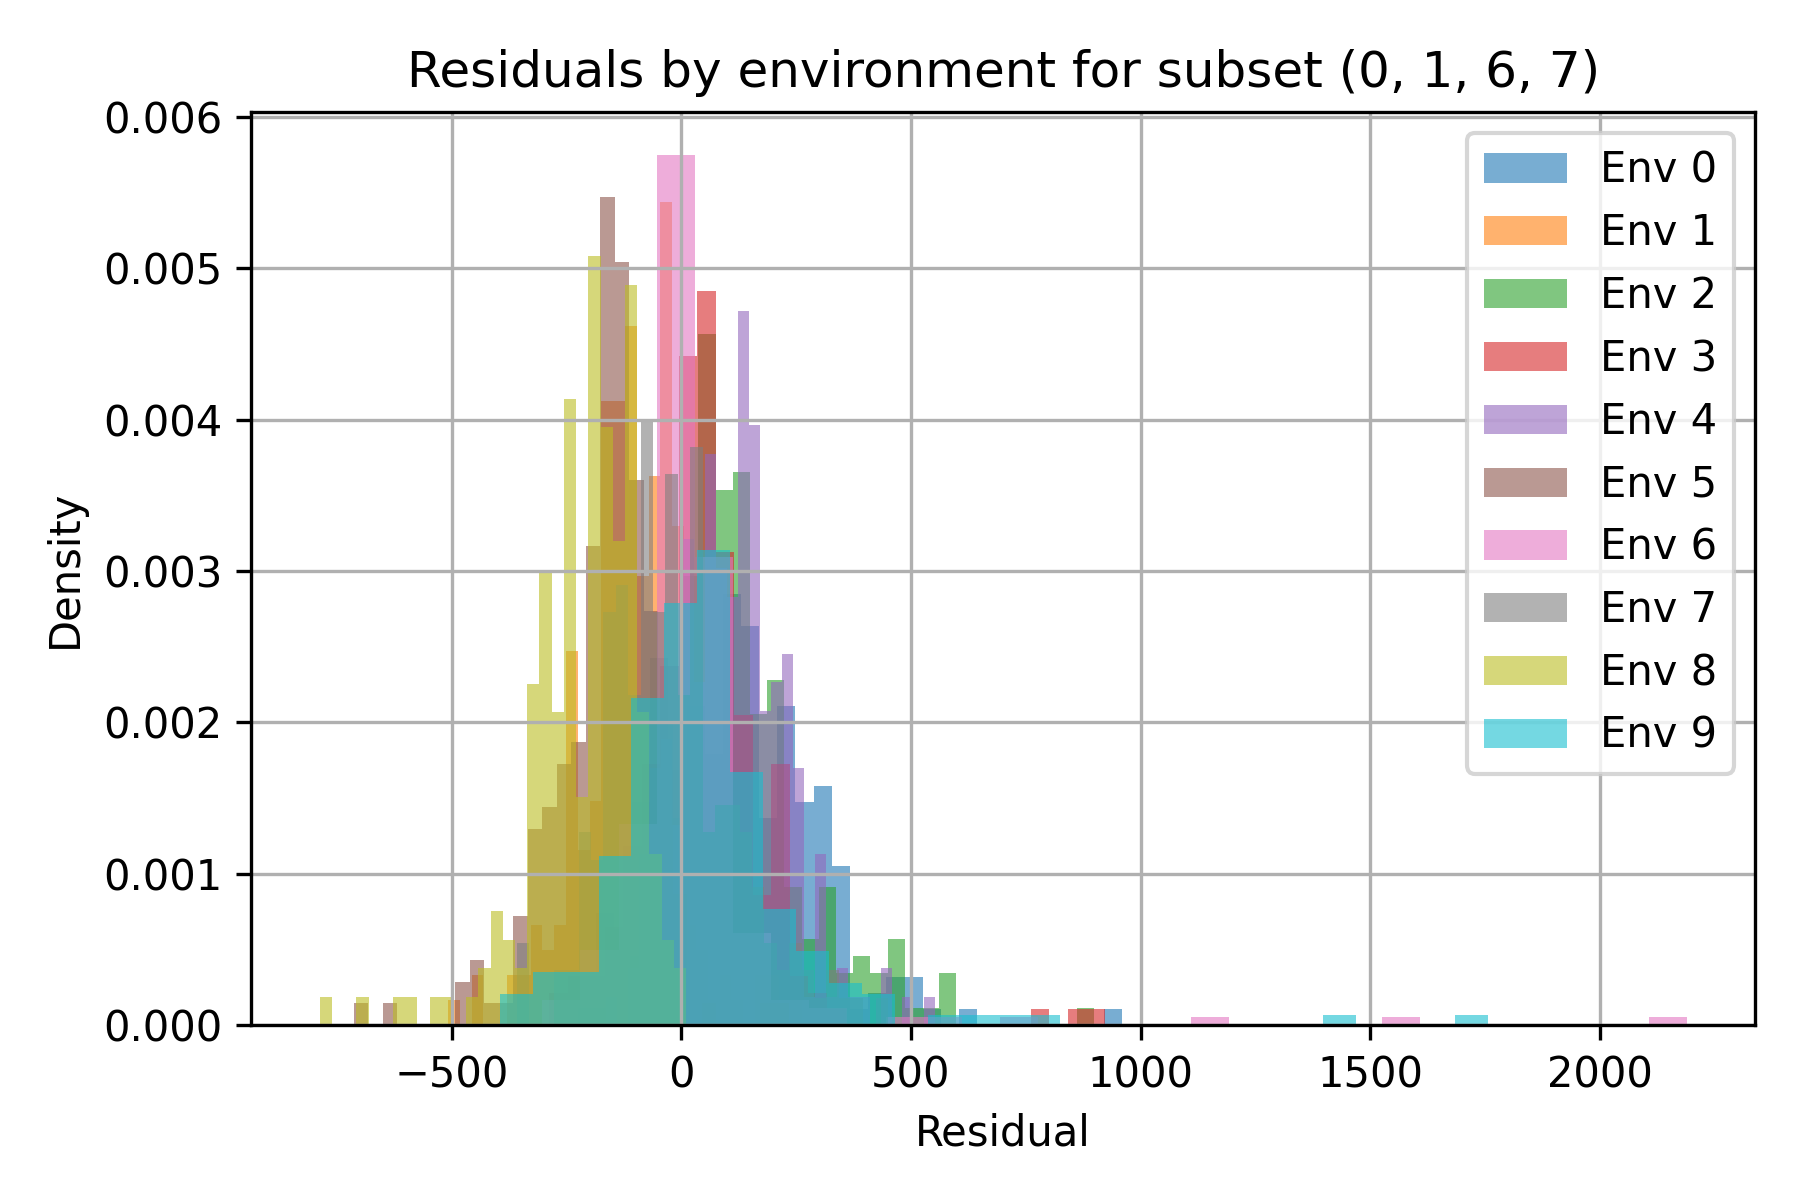 Residuals by environment for subset (0, 1, 6, 7)
0.006
0.005
0.004
0.003
0.002
0.001
0.000
Density
−500
0
500
1000
1500
2000
Residual
Env 0
Env 1
Env 2
Env 3
Env 4
Env 5
Env 6
Env 7
Env 8
Env 9